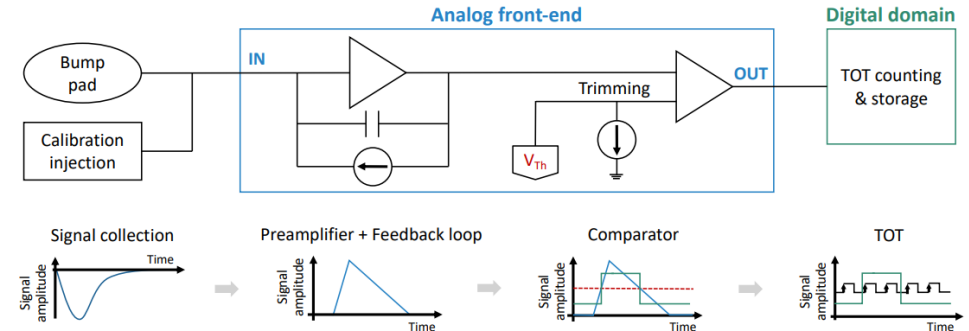 Analog front-end
Digital domain
Bump
pad
IN
OUT
TOT counting
& storage
Trimming
Calibration
injection
V_Th
Signal collection
Preamplifier + Feedback loop
Comparator
TOT
Signal
amplitude
Time
Signal
amplitude
Time
Signal
amplitude
Time
Signal
amplitude
Time